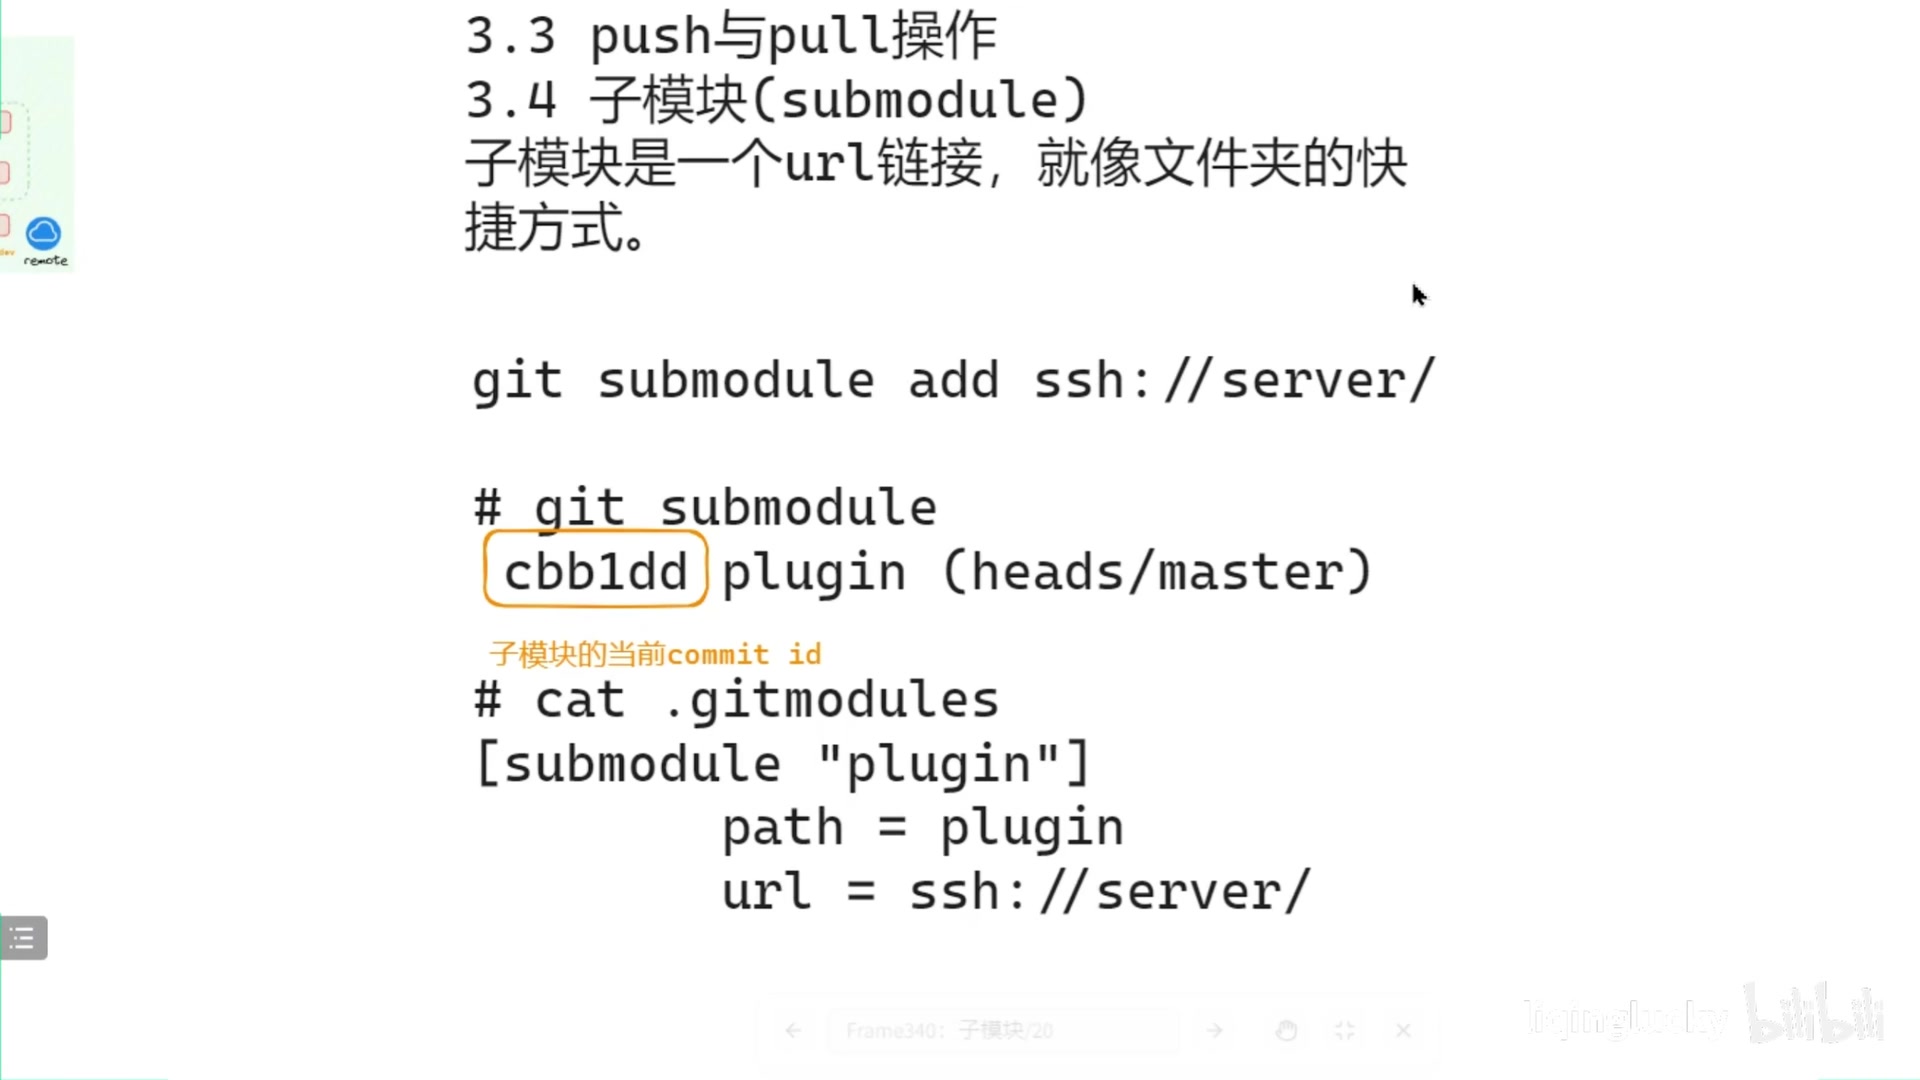 3.3 push与pull操作
3.4 子模块(submodule)
子模块是一个url链接，就像文件夹的快
捷方式。
dev
remote
git submodule add ssh://server/
# git submodule
cbb1dd plugin (heads/master)
子模块的当前commit id
# cat .gitmodules
[submodule "plugin"]
path = plugin
url = ssh://server/
Frame340: 子模块/20
liqinglucky bilibili